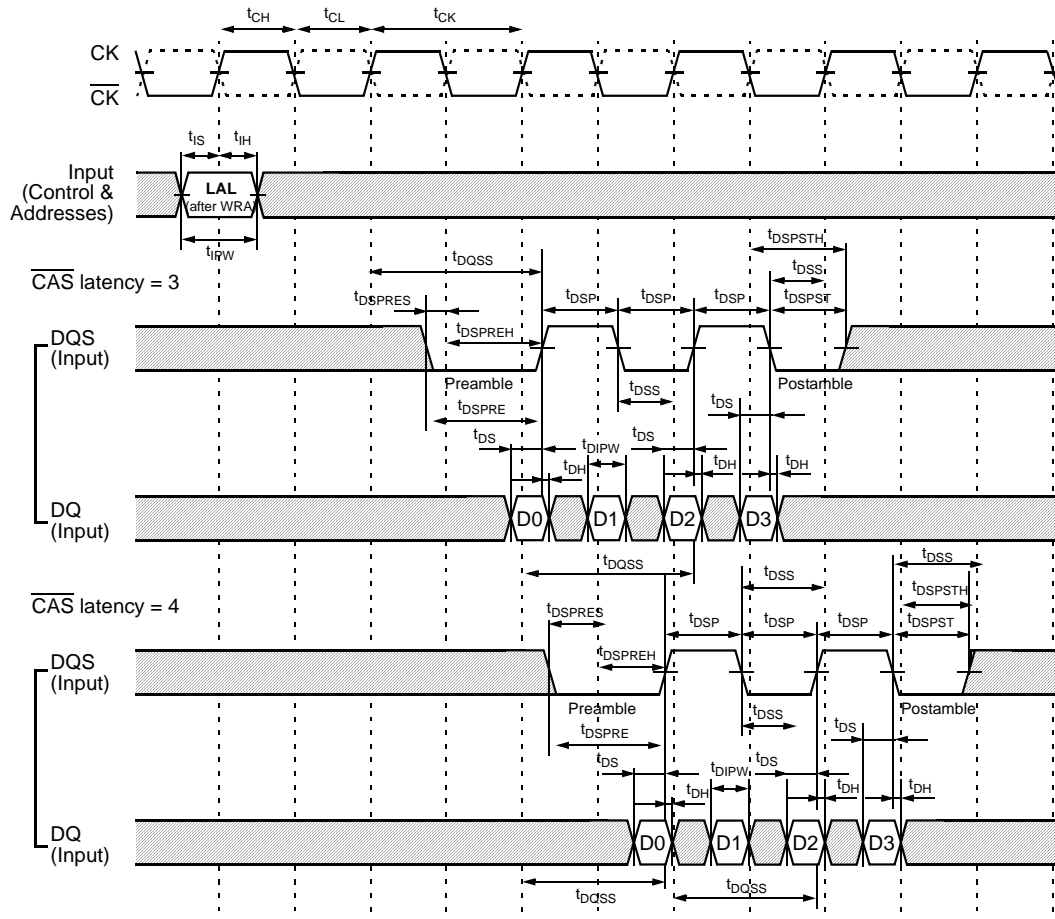 tCH tCL tCK
CK
CK
tIS tIH
Input
(Control &
Addresses)
LAL
(after WRA)
tIPW
CAS latency = 3
tDQSS
tDSPSTH
tDSS
tDSPRES
tDSP tDSP tDSP tDSPST
DQS
(Input)
tDSPREH
Preamble
Postamble
tDSS
tDSPRE
tDS
tDS tDIPW tDS
tDH tDH tDH
DQ
(Input)
D0 D1 D2 D3
tDQSS
tDSS
tDSS
CAS latency = 4
tDSPRES
tDSPSTH
tDSP tDSP tDSP tDSPST
DQS
(Input)
tDSPREH
Preamble
Postamble
tDSS
tDSPRE
tDS
tDS tDIPW tDS
tDH tDH tDH
DQ
(Input)
D0 D1 D2 D3
tDQSS tDQSS